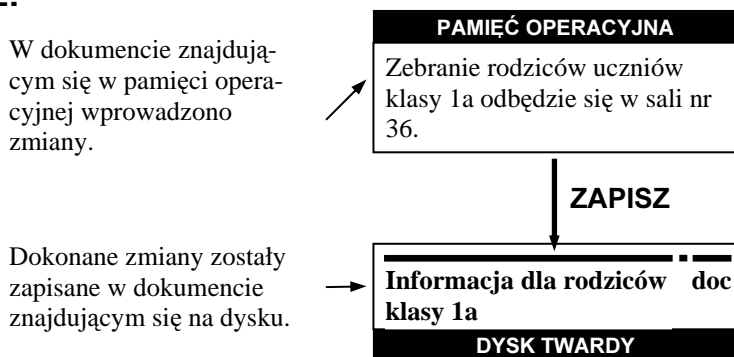 W dokumencie znajdują-
cym się w pamięci opera-
cyjnej wprowadzono
zmiany.
PAMIĘĆ OPERACYJNA
Zebranie rodziców uczniów
klasy 1a odbędzie się w sali nr
36.
ZAPISZ
Dokonane zmiany zostały
zapisane w dokumencie
znajdującym się na dysku.
Informacja dla rodziców doc
klasy 1a
DYSK TWARDY